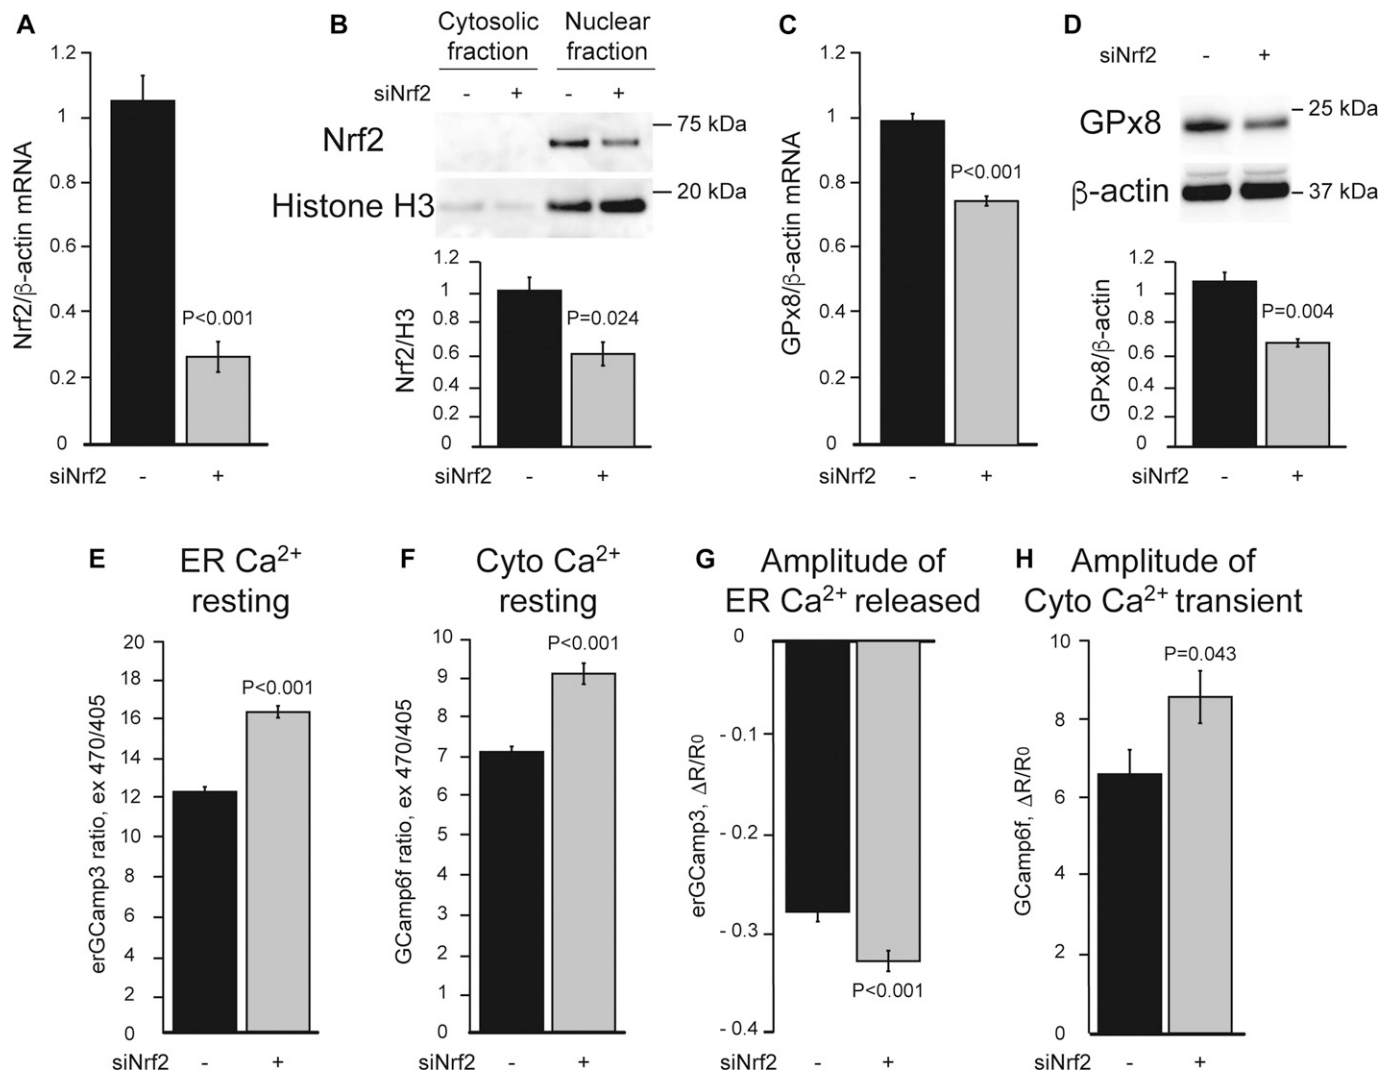 A
1.2
1
0.8
0.6
0.4
0.2
0
Nrf2/β-actin mRNA
P<0.001
siNrf2 - +
B
Cytosolic fraction
Nuclear fraction
siNrf2 - + - +
Nrf2
75 kDa
Histone H3
20 kDa
1.2
1
0.8
0.6
0.4
0.2
0
Nrf2/H3
P=0.024
siNrf2 - +
C
1.2
1
0.8
0.6
0.4
0.2
0
GPx8/β-actin mRNA
P<0.001
siNrf2 - +
D
siNrf2 - +
GPx8
25 kDa
β-actin
37 kDa
1.2
1
0.8
0.6
0.4
0.2
0
GPx8/β-actin
P=0.004
siNrf2 - +
E
ER Ca²⁺
resting
20
18
16
14
12
10
8
6
4
2
0
erGCamp3 ratio, ex 470/405
P<0.001
siNrf2 - +
F
Cyto Ca²⁺
resting
10
9
8
7
6
5
4
3
2
1
0
GCamp6f ratio, ex 470/405
P<0.001
siNrf2 - +
G
Amplitude of
ER Ca²⁺ released
0
- 0.1
- 0.2
- 0.3
- 0.4
erGCamp3, ΔR/R0
P<0.001
siNrf2 - +
H
Amplitude of
Cyto Ca²⁺ transient
10
8
6
4
2
0
GCamp6f, ΔR/R0
P=0.043
siNrf2 - +